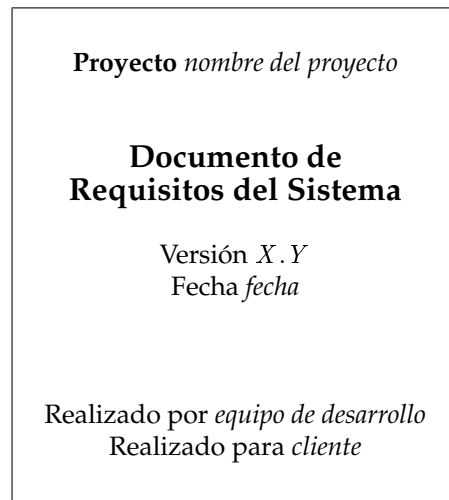 Proyecto nombre del proyecto
Documento de
Requisitos del Sistema
Versión X.Y
Fecha fecha
Realizado por equipo de desarrollo
Realizado para cliente